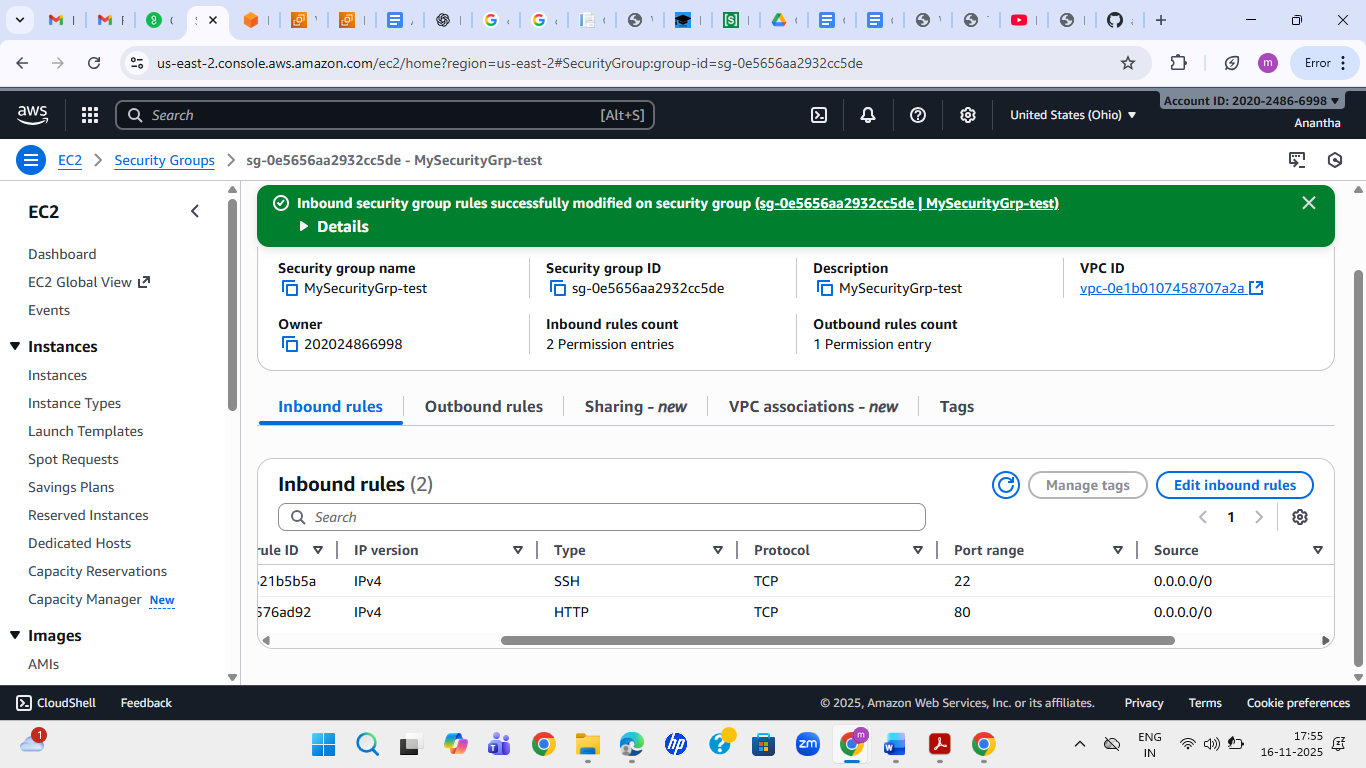 us-east-2.console.aws.amazon.com/ec2/home?region=us-east-2#SecurityGroup:group-id=sg-0e5656aa2932cc5de
m
Error
aws
Search
[Alt+S]
United States (Ohio)
Account ID: 2020-2486-6998
Anantha
EC2
Security Groups
sg-0e5656aa2932cc5de - MySecurityGrp-test
EC2
Dashboard
EC2 Global View
Events
Instances
Instances
Instance Types
Launch Templates
Spot Requests
Savings Plans
Reserved Instances
Dedicated Hosts
Capacity Reservations
Capacity Manager New
Images
AMIs
Inbound security group rules successfully modified on security group (sg-0e5656aa2932cc5de | MySecurityGrp-test)
Details
Security group name
MySecurityGrp-test
Security group ID
sg-0e5656aa2932cc5de
Description
MySecurityGrp-test
VPC ID
vpc-0e1b0107458707a2a
Owner
202024866998
Inbound rules count
2 Permission entries
Outbound rules count
1 Permission entry
Inbound rules
Outbound rules
Sharing - new
VPC associations - new
Tags
Inbound rules (2)
Manage tags
Edit inbound rules
Search
1
rule ID
IP version
Type
Protocol
Port range
Source
21b5b5a
IPv4
SSH
TCP
22
0.0.0.0/0
576ad92
IPv4
HTTP
TCP
80
0.0.0.0/0
CloudShell
Feedback
© 2025, Amazon Web Services, Inc. or its affiliates.
Privacy
Terms
Cookie preferences
1
hp
zm
m
ENG
IN
17:55
16-11-2025